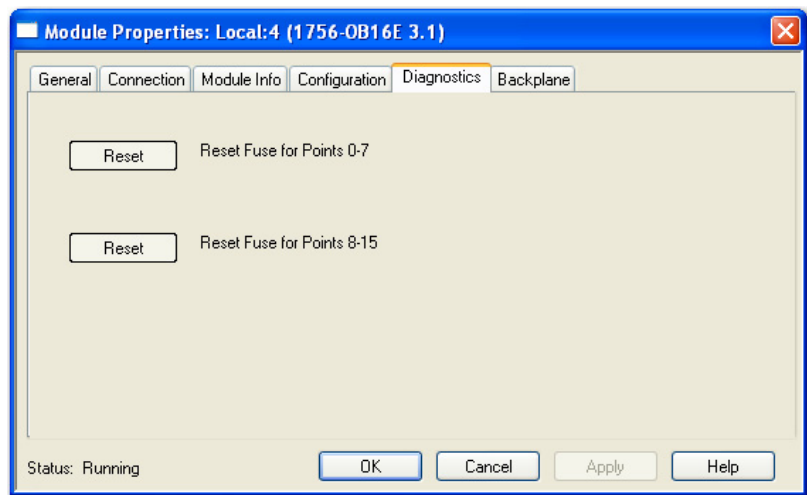 Module Properties: Local:4 (1756-OB16E 3.1)
General Connection Module Info Configuration Diagnostics Backplane
Reset Reset Fuse for Points 0-7
Reset Reset Fuse for Points 8-15
Status: Running OK Cancel Apply Help